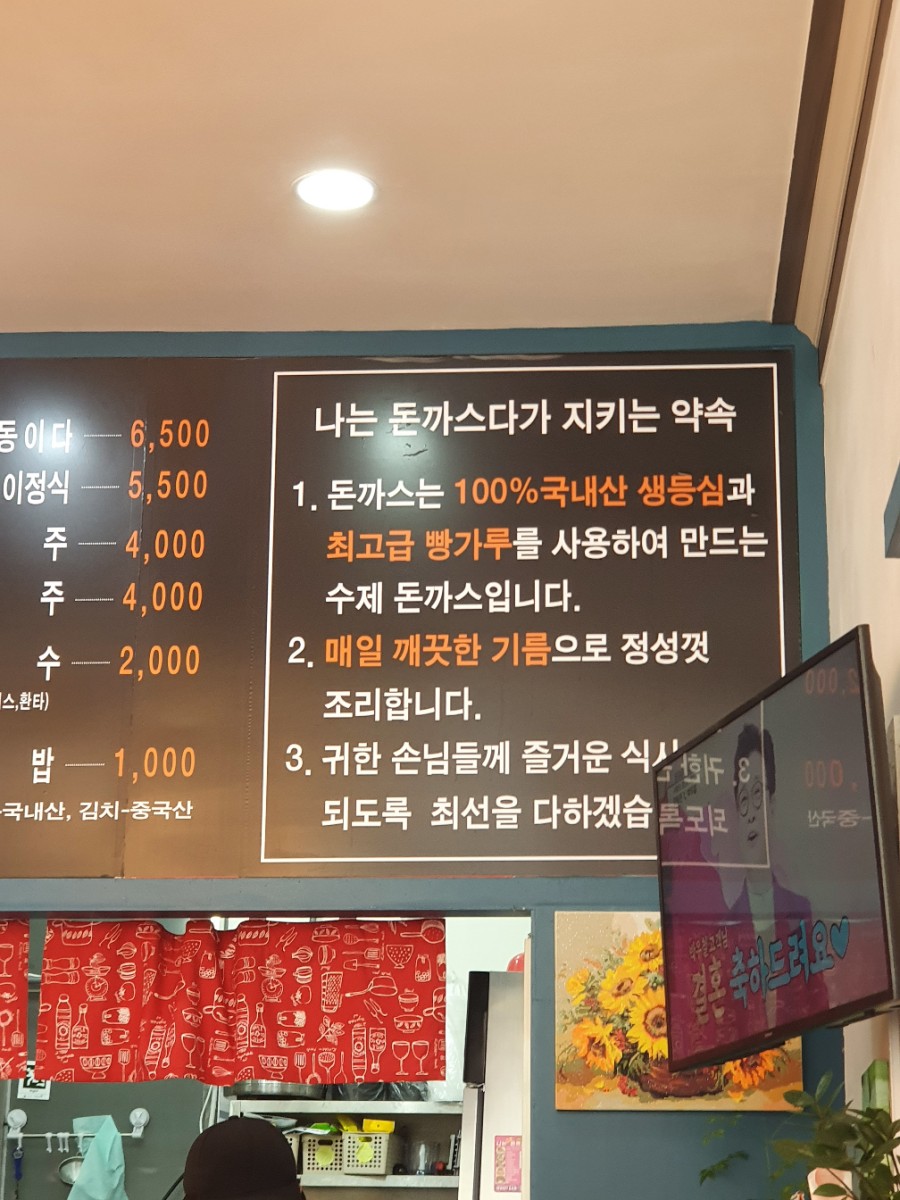 동이다 6,500
이정식 5,500
주 4,000
주 4,000
수 2,000
스,환타)
밥 1,000
국내산, 김치-중국산
나는 돈까스다가 지키는 약속
1. 돈까스는 100%국내산 생등심과
최고급 빵가루를 사용하여 만드는
수제 돈까스입니다.
2. 매일 깨끗한 기름으로 정성껏
조리합니다.
3. 귀한 손님들께 즐거운
되도록 최선을 다하겠습
결혼 축하드려요♡